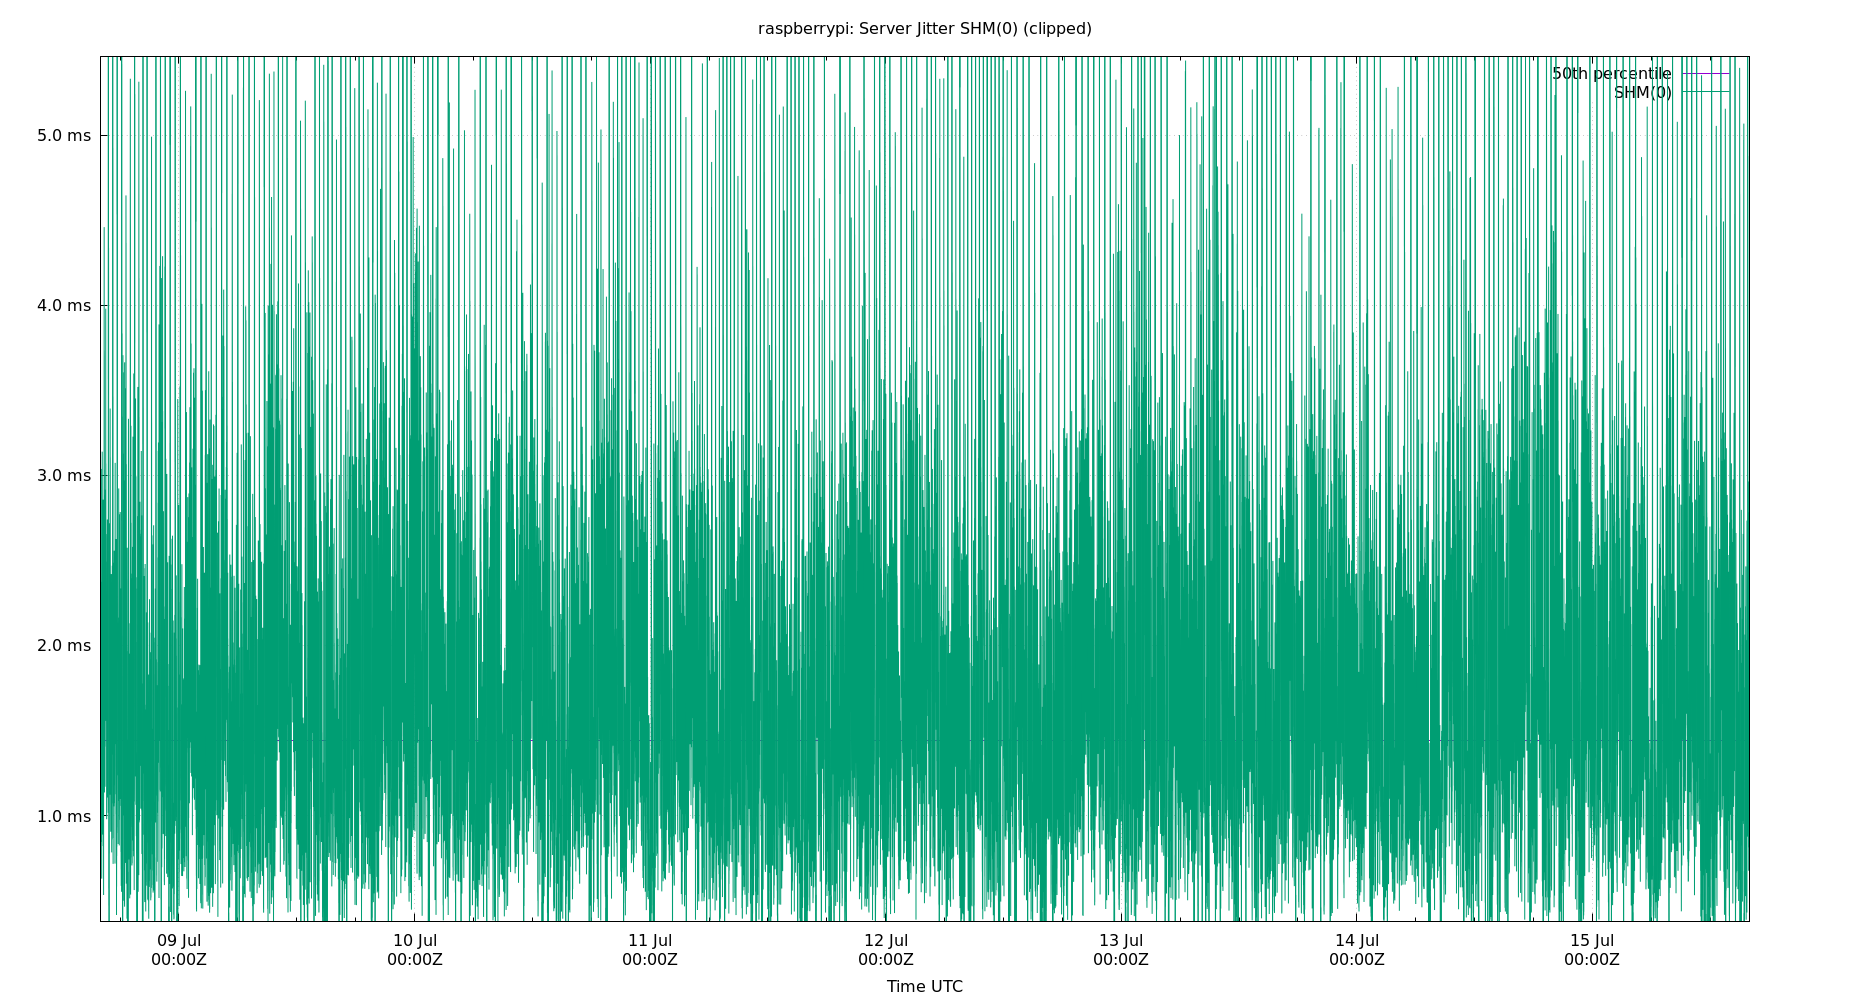 raspberrypi: Server Jitter SHM(0) (clipped)
50th percentile
SHM(0)
5.0 ms
4.0 ms
3.0 ms
2.0 ms
1.0 ms
09 Jul
00:00Z
10 Jul
00:00Z
11 Jul
00:00Z
12 Jul
00:00Z
13 Jul
00:00Z
14 Jul
00:00Z
15 Jul
00:00Z
Time UTC